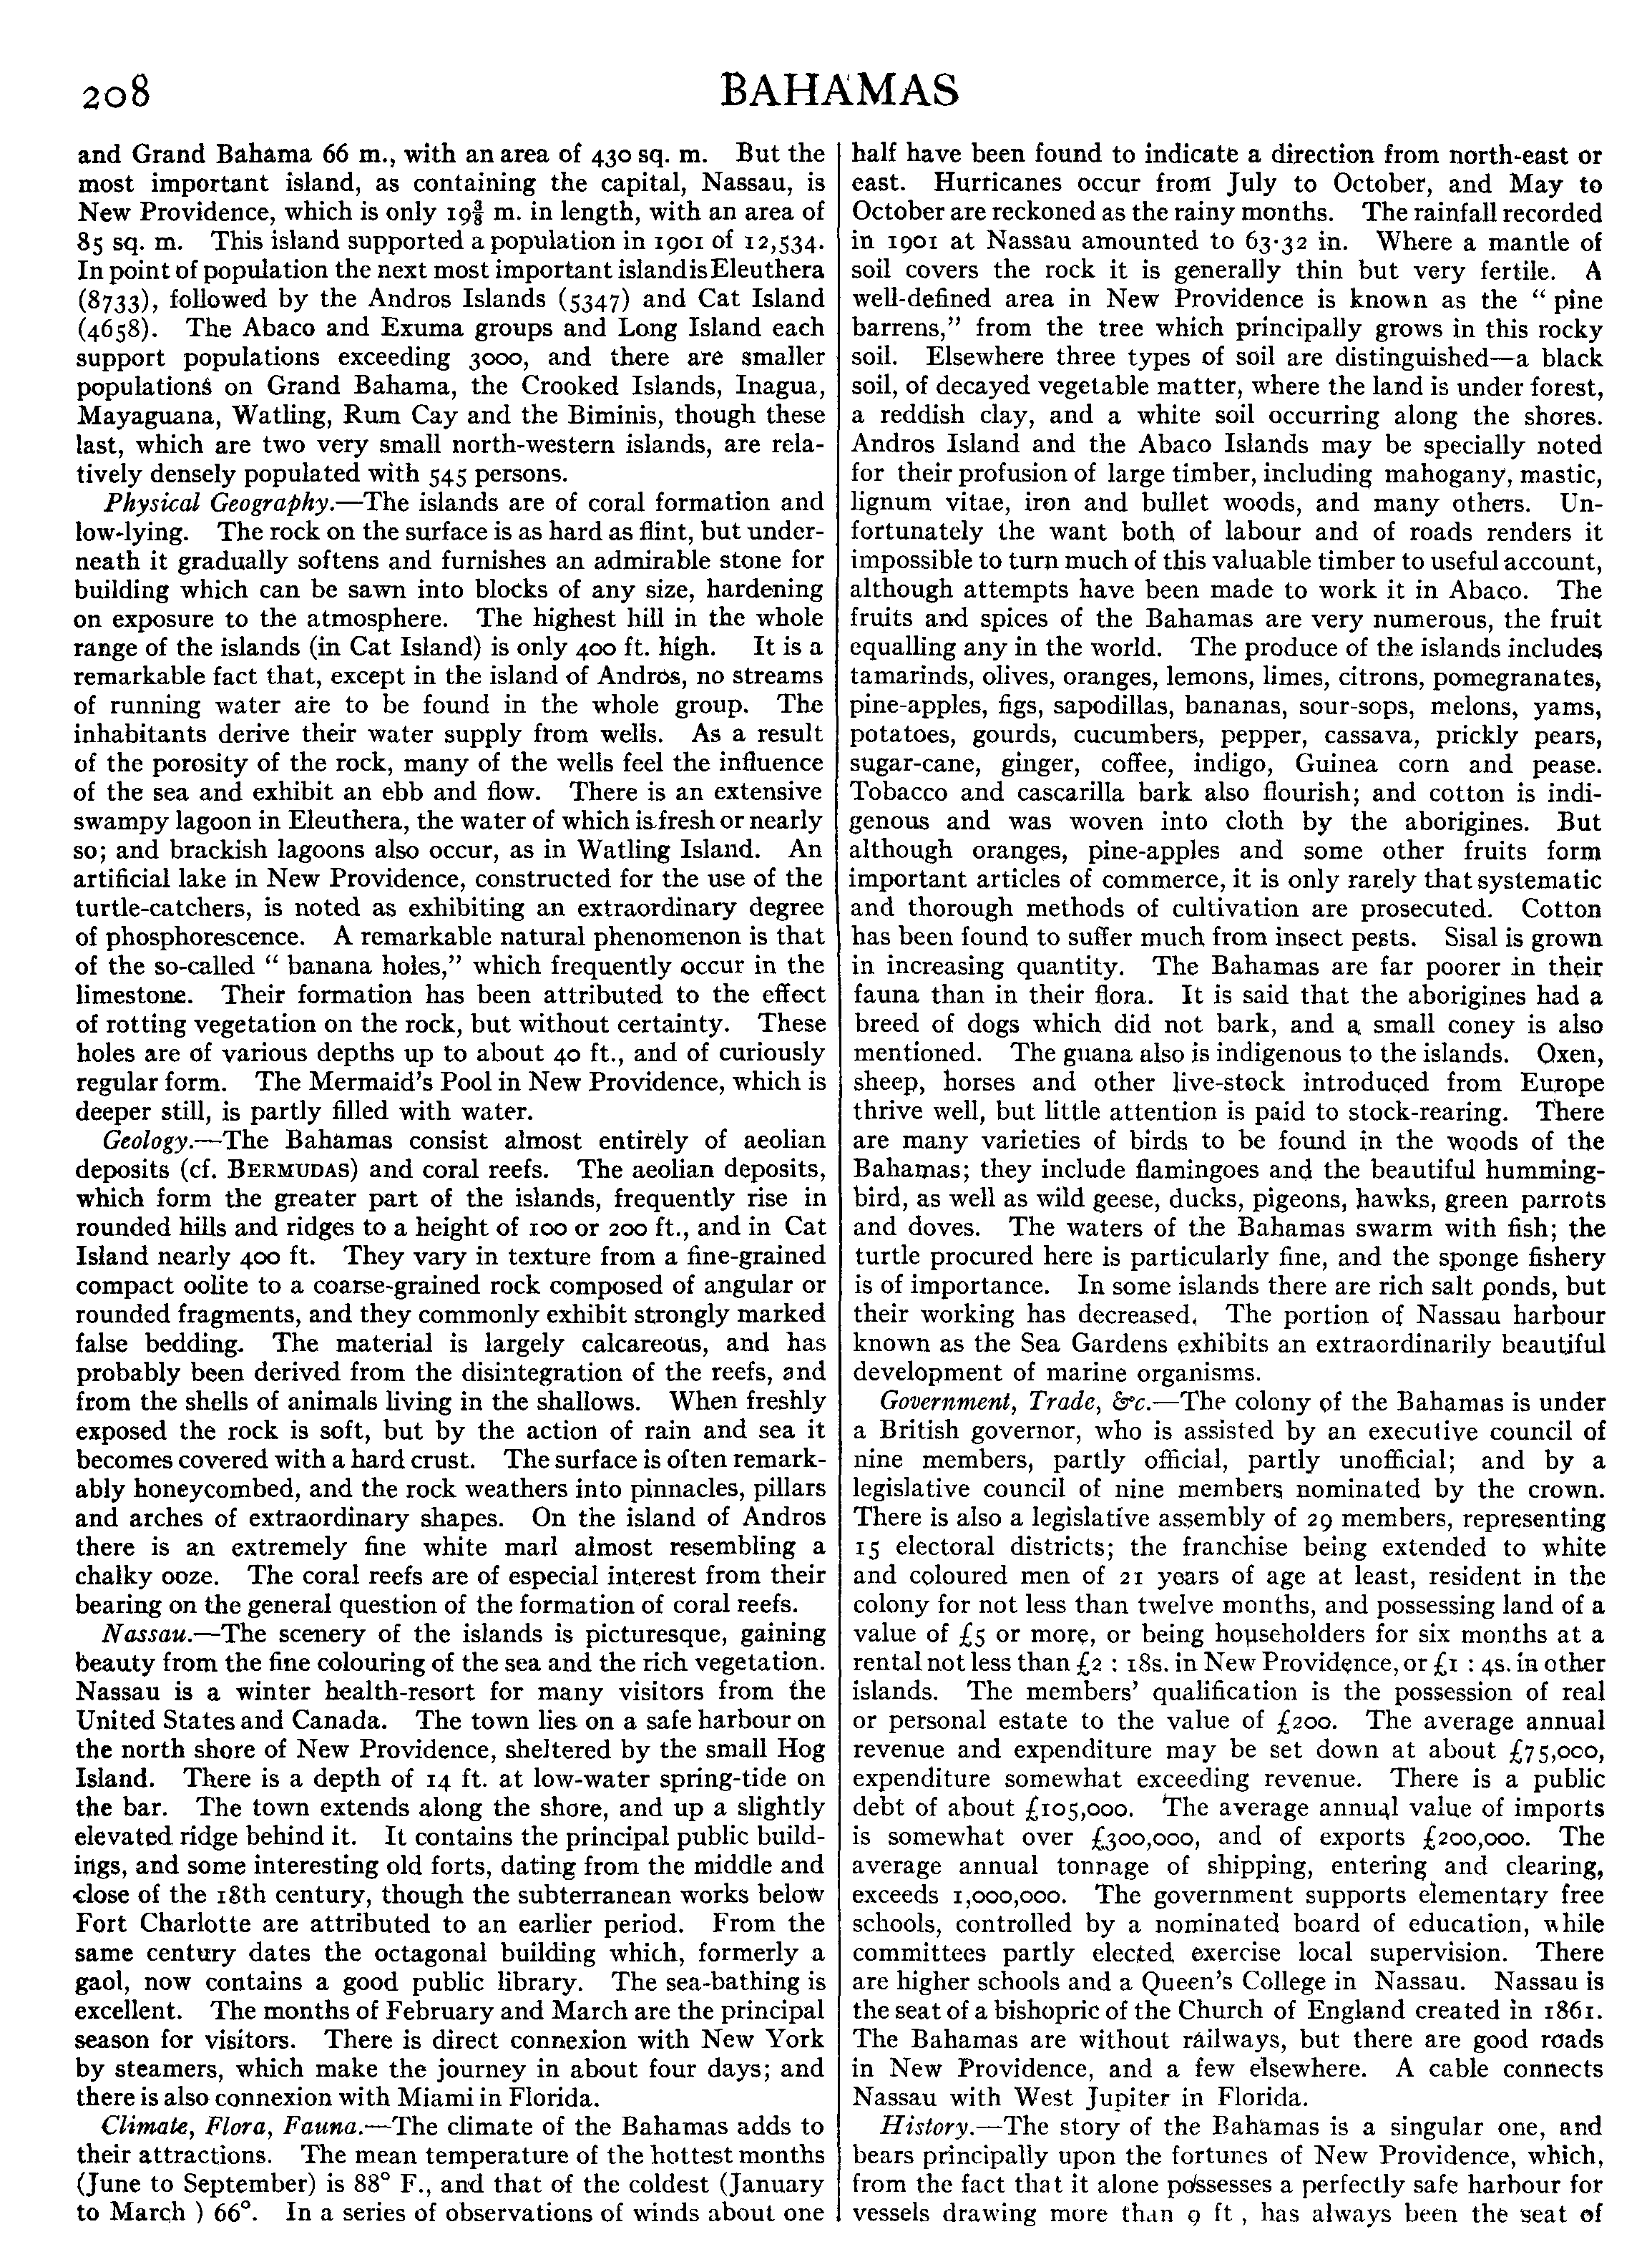 208
BAHAMAS
and Grand Bahama 66 m., with an area of 430 sq. m. But the
most important island, as containing the capital, Nassau, is
New Providence, which is only 19⅜ m. in length, with an area of
85 sq. m. This island supported a population in 1901 of 12,534.
In point of population the next most important island is Eleuthera
(8733), followed by the Andros Islands (5347) and Cat Island
(4658). The Abaco and Exuma groups and Long Island each
support populations exceeding 3000, and there are smaller
populations on Grand Bahama, the Crooked Islands, Inagua,
Mayaguana, Watling, Rum Cay and the Biminis, though these
last, which are two very small north-western islands, are rela-
tively densely populated with 545 persons.
Physical Geography.—The islands are of coral formation and
low-lying. The rock on the surface is as hard as flint, but under-
neath it gradually softens and furnishes an admirable stone for
building which can be sawn into blocks of any size, hardening
on exposure to the atmosphere. The highest hill in the whole
range of the islands (in Cat Island) is only 400 ft. high. It is a
remarkable fact that, except in the island of Andros, no streams
of running water are to be found in the whole group. The
inhabitants derive their water supply from wells. As a result
of the porosity of the rock, many of the wells feel the influence
of the sea and exhibit an ebb and flow. There is an extensive
swampy lagoon in Eleuthera, the water of which is fresh or nearly
so; and brackish lagoons also occur, as in Watling Island. An
artificial lake in New Providence, constructed for the use of the
turtle-catchers, is noted as exhibiting an extraordinary degree
of phosphorescence. A remarkable natural phenomenon is that
of the so-called “ banana holes,” which frequently occur in the
limestone. Their formation has been attributed to the effect
of rotting vegetation on the rock, but without certainty. These
holes are of various depths up to about 40 ft., and of curiously
regular form. The Mermaid’s Pool in New Providence, which is
deeper still, is partly filled with water.
Geology.—The Bahamas consist almost entirely of aeolian
deposits (cf. BERMUDAS) and coral reefs. The aeolian deposits,
which form the greater part of the islands, frequently rise in
rounded hills and ridges to a height of 100 or 200 ft., and in Cat
Island nearly 400 ft. They vary in texture from a fine-grained
compact oolite to a coarse-grained rock composed of angular or
rounded fragments, and they commonly exhibit strongly marked
false bedding. The material is largely calcareous, and has
probably been derived from the disintegration of the reefs, and
from the shells of animals living in the shallows. When freshly
exposed the rock is soft, but by the action of rain and sea it
becomes covered with a hard crust. The surface is often remark-
ably honeycombed, and the rock weathers into pinnacles, pillars
and arches of extraordinary shapes. On the island of Andros
there is an extremely fine white marl almost resembling a
chalky ooze. The coral reefs are of especial interest from their
bearing on the general question of the formation of coral reefs.
Nassau.—The scenery of the islands is picturesque, gaining
beauty from the fine colouring of the sea and the rich vegetation.
Nassau is a winter health-resort for many visitors from the
United States and Canada. The town lies on a safe harbour on
the north shore of New Providence, sheltered by the small Hog
Island. There is a depth of 14 ft. at low-water spring-tide on
the bar. The town extends along the shore, and up a slightly
elevated ridge behind it. It contains the principal public build-
ings, and some interesting old forts, dating from the middle and
close of the 18th century, though the subterranean works below
Fort Charlotte are attributed to an earlier period. From the
same century dates the octagonal building which, formerly a
gaol, now contains a good public library. The sea-bathing is
excellent. The months of February and March are the principal
season for visitors. There is direct connexion with New York
by steamers, which make the journey in about four days; and
there is also connexion with Miami in Florida.
Climate, Flora, Fauna.—The climate of the Bahamas adds to
their attractions. The mean temperature of the hottest months
(June to September) is 88° F., and that of the coldest (January
to March ) 66°. In a series of observations of winds about one
half have been found to indicate a direction from north-east or
east. Hurricanes occur from July to October, and May to
October are reckoned as the rainy months. The rainfall recorded
in 1901 at Nassau amounted to 63·32 in. Where a mantle of
soil covers the rock it is generally thin but very fertile. A
well-defined area in New Providence is known as the “ pine
barrens,” from the tree which principally grows in this rocky
soil. Elsewhere three types of soil are distinguished—a black
soil, of decayed vegetable matter, where the land is under forest,
a reddish clay, and a white soil occurring along the shores.
Andros Island and the Abaco Islands may be specially noted
for their profusion of large timber, including mahogany, mastic,
lignum vitae, iron and bullet woods, and many others. Un-
fortunately the want both of labour and of roads renders it
impossible to turn much of this valuable timber to useful account,
although attempts have been made to work it in Abaco. The
fruits and spices of the Bahamas are very numerous, the fruit
equalling any in the world. The produce of the islands includes
tamarinds, olives, oranges, lemons, limes, citrons, pomegranates,
pine-apples, figs, sapodillas, bananas, sour-sops, melons, yams,
potatoes, gourds, cucumbers, pepper, cassava, prickly pears,
sugar-cane, ginger, coffee, indigo, Guinea corn and pease.
Tobacco and cascarilla bark also flourish; and cotton is indi-
genous and was woven into cloth by the aborigines. But
although oranges, pine-apples and some other fruits form
important articles of commerce, it is only rarely that systematic
and thorough methods of cultivation are prosecuted. Cotton
has been found to suffer much from insect pests. Sisal is grown
in increasing quantity. The Bahamas are far poorer in their
fauna than in their flora. It is said that the aborigines had a
breed of dogs which did not bark, and a small coney is also
mentioned. The guana also is indigenous to the islands. Oxen,
sheep, horses and other live-stock introduced from Europe
thrive well, but little attention is paid to stock-rearing. There
are many varieties of birds to be found in the woods of the
Bahamas; they include flamingoes and the beautiful humming-
bird, as well as wild geese, ducks, pigeons, hawks, green parrots
and doves. The waters of the Bahamas swarm with fish; the
turtle procured here is particularly fine, and the sponge fishery
is of importance. In some islands there are rich salt ponds, but
their working has decreased. The portion of Nassau harbour
known as the Sea Gardens exhibits an extraordinarily beautiful
development of marine organisms.
Government, Trade, &c.—The colony of the Bahamas is under
a British governor, who is assisted by an executive council of
nine members, partly official, partly unofficial; and by a
legislative council of nine members nominated by the crown.
There is also a legislative assembly of 29 members, representing
15 electoral districts; the franchise being extended to white
and coloured men of 21 years of age at least, resident in the
colony for not less than twelve months, and possessing land of a
value of £5 or more, or being householders for six months at a
rental not less than £2 : 18s. in New Providence, or £1 : 4s. in other
islands. The members’ qualification is the possession of real
or personal estate to the value of £200. The average annual
revenue and expenditure may be set down at about £75,000,
expenditure somewhat exceeding revenue. There is a public
debt of about £105,000. The average annual value of imports
is somewhat over £300,000, and of exports £200,000. The
average annual tonnage of shipping, entering and clearing,
exceeds 1,000,000. The government supports elementary free
schools, controlled by a nominated board of education, while
committees partly elected exercise local supervision. There
are higher schools and a Queen’s College in Nassau. Nassau is
the seat of a bishopric of the Church of England created in 1861.
The Bahamas are without railways, but there are good roads
in New Providence, and a few elsewhere. A cable connects
Nassau with West Jupiter in Florida.
History.—The story of the Bahamas is a singular one, and
bears principally upon the fortunes of New Providence, which,
from the fact that it alone possesses a perfectly safe harbour for
vessels drawing more than 9 ft , has always been the seat of